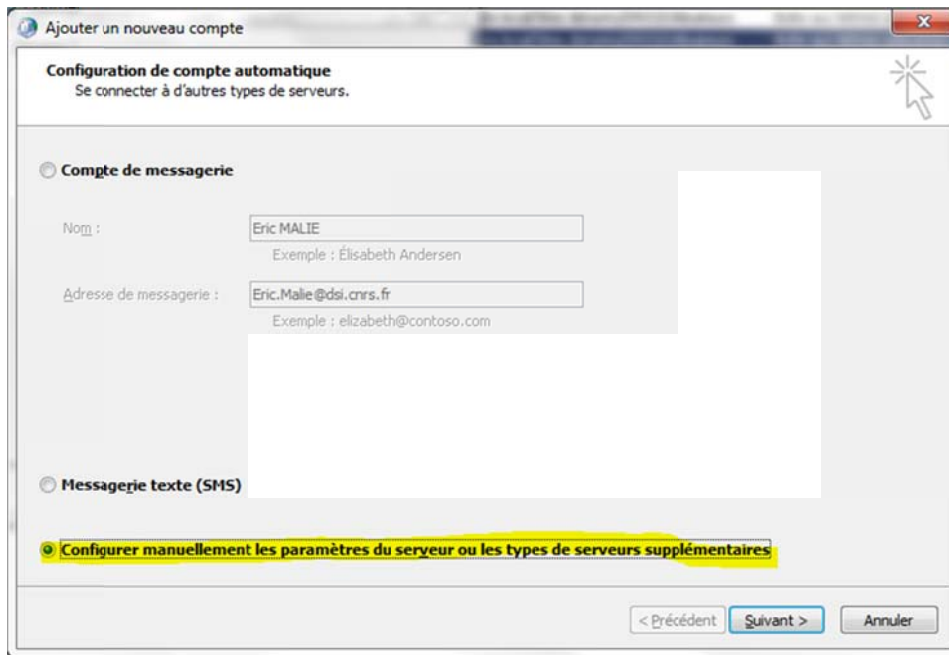 Ajouter un nouveau compte
Configuration de compte automatique
Se connecter à d'autres types de serveurs.
Compte de messagerie
Nom :
Eric MALIE
Exemple : Élisabeth Andersen
Adresse de messagerie :
Eric.Malie@dsi.cnrs.fr
Exemple : elizabeth@contoso.com
Messagerie texte (SMS)
Configurer manuellement les paramètres du serveur ou les types de serveurs supplémentaires
< Précédent Suivant > Annuler